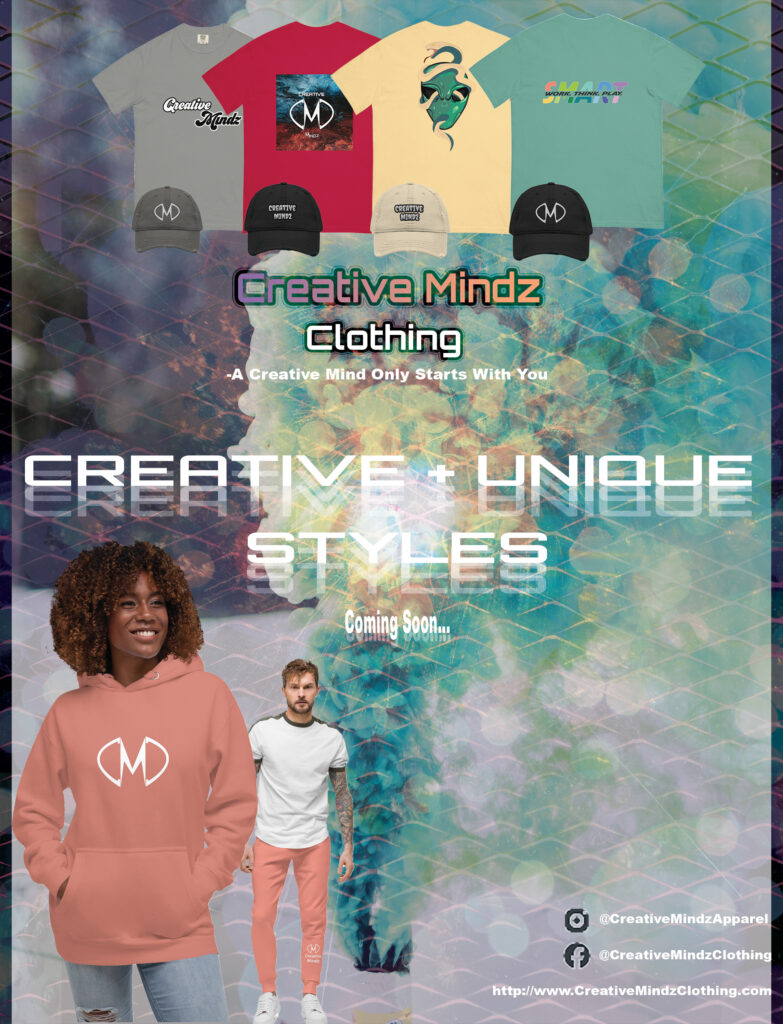 Creative
Mindz
CREATIVE
M
Mindz
SMART
WORK. THINK. PLAY.
M
CREATIVE
MINDZ
CREATIVE
MINDZ
M
Creative Mindz
Clothing
-A Creative Mind Only Starts With You
CREATIVE + UNIQUE
STYLES
Coming Soon...
M
M
Creative
Mindz
@CreativeMindzApparel
@CreativeMindzClothing
http://www.CreativeMindzClothing.com